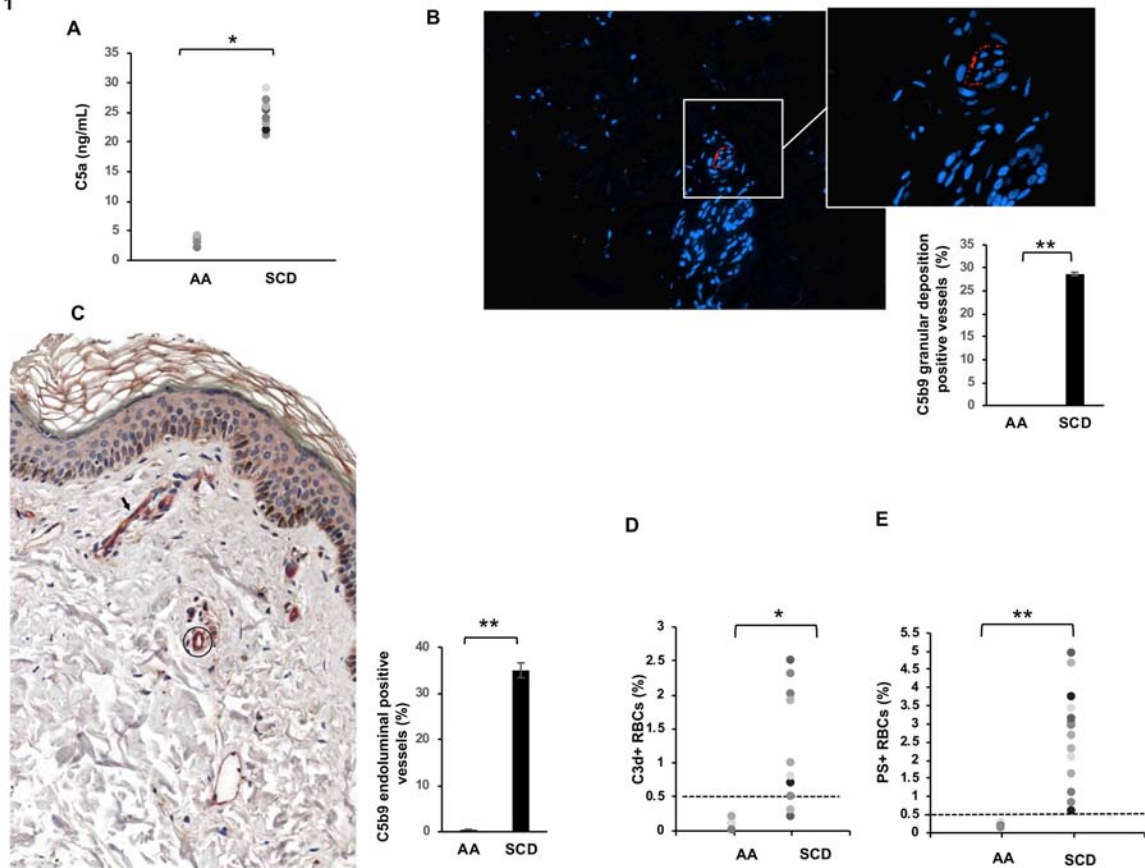 1
A
*
35
30
25
20
15
10
5
0
C5a (ng/mL)
AA SCD
B
**
35
30
25
20
15
10
5
0
C5b9 granular deposition
positive vessels (%)
AA SCD
C
**
40
30
20
10
0
C5b9 endoluminal positive
vessels (%)
AA SCD
D
*
3
2.5
2
1.5
1
0.5
0
C3d+ RBCs (%)
AA SCD
E
**
5.5
5
4.5
4
3.5
3
2.5
2
1.5
1
0.5
0
PS+ RBCs (%)
AA SCD